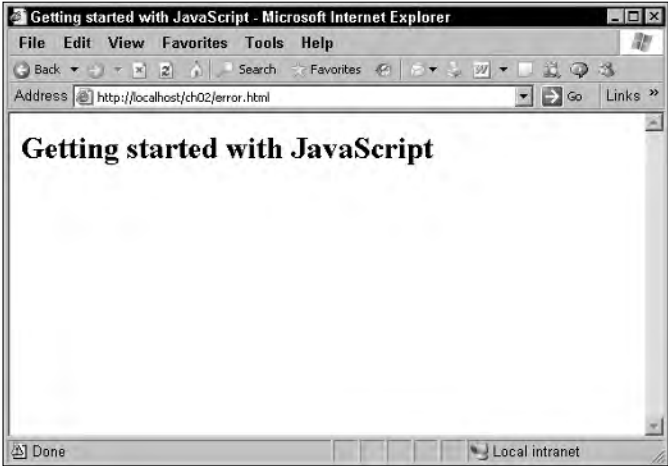 Getting started with JavaScript - Microsoft Internet Explorer
File Edit View Favorites Tools Help
Back Search Favorites
Address http://localhost/ch02/error.html Go Links »
Getting started with JavaScript
Done Local intranet